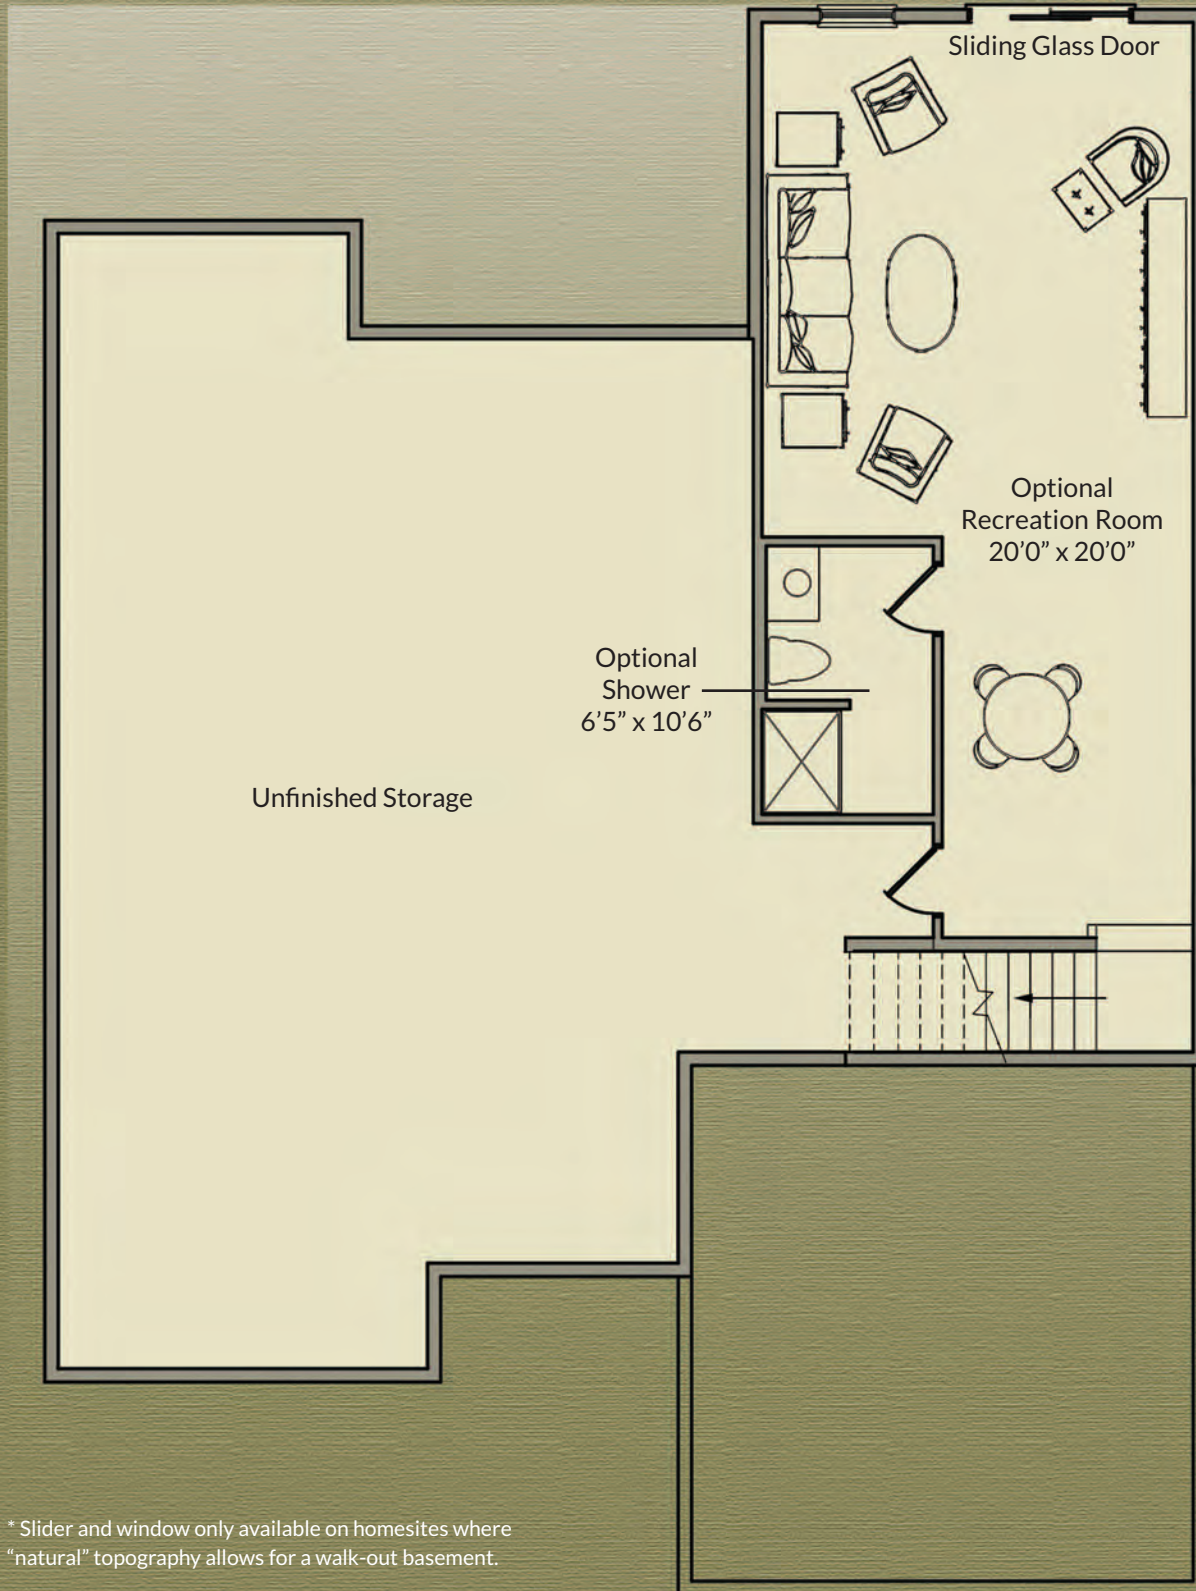 Sliding Glass Door
Optional
Recreation Room
20’0” x 20’0”
Optional
Shower
6’5” x 10’6”
Unfinished Storage
* Slider and window only available on homesites where
“natural” topography allows for a walk-out basement.